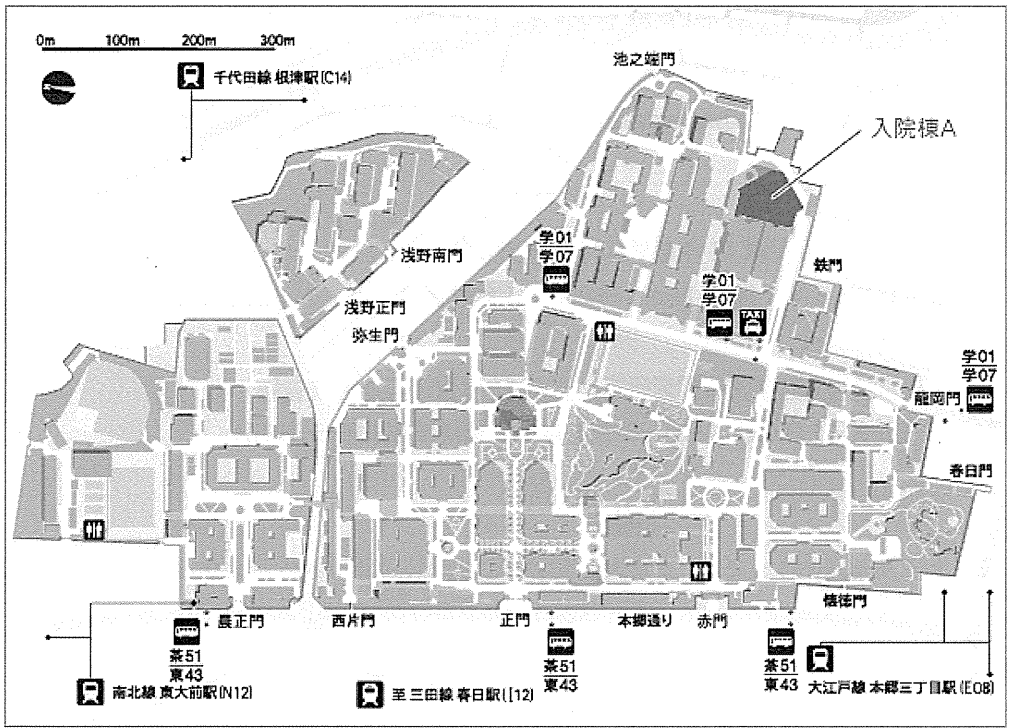 0m 100m 200m 300m
千代田線 根津駅(C14)
池之端門
入院棟A
浅野南門
学01
学07
学01
学07
TAXI
鉄門
浅野正門
弥生門
学01
学07
龍岡門
春日門
農正門
西片門
正門
本郷通り
赤門
懐徳門
茶51
東43
茶51
東43
茶51
東43
南北線 東大前駅(N12)
至 三田線 春日駅(I12)
大江戸線 本郷三丁目駅(E08)